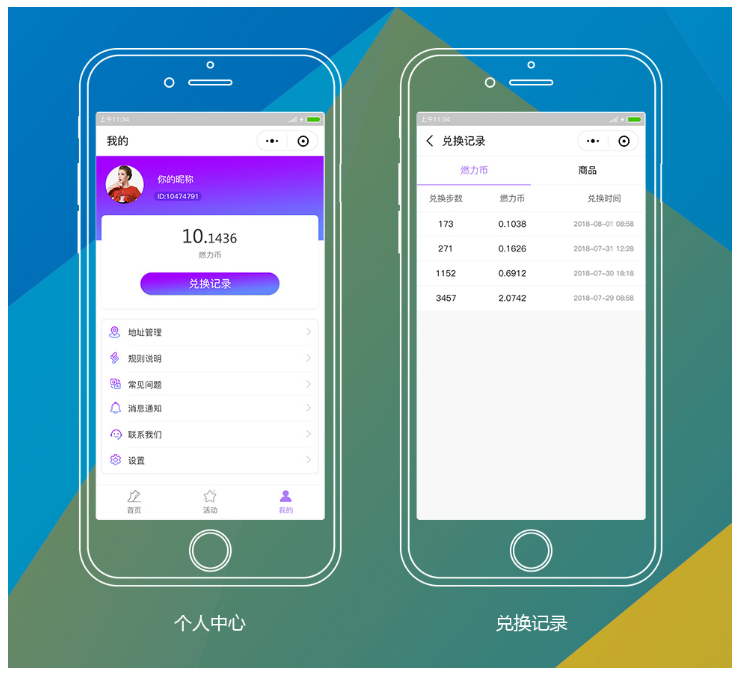 上午11:34
我的
你的昵称
ID:10474791
10.1436
燃力币
兑换记录
地址管理
规则说明
常见问题
消息通知
联系我们
设置
首页 活动 我的
个人中心
上午11:34
兑换记录
燃力币 商品
兑换步数 燃力币 兑换时间
173 0.1038 2018-08-01 08:58
271 0.1626 2018-07-31 12:28
1152 0.6912 2018-07-30 18:18
3457 2.0742 2018-07-29 08:58
兑换记录